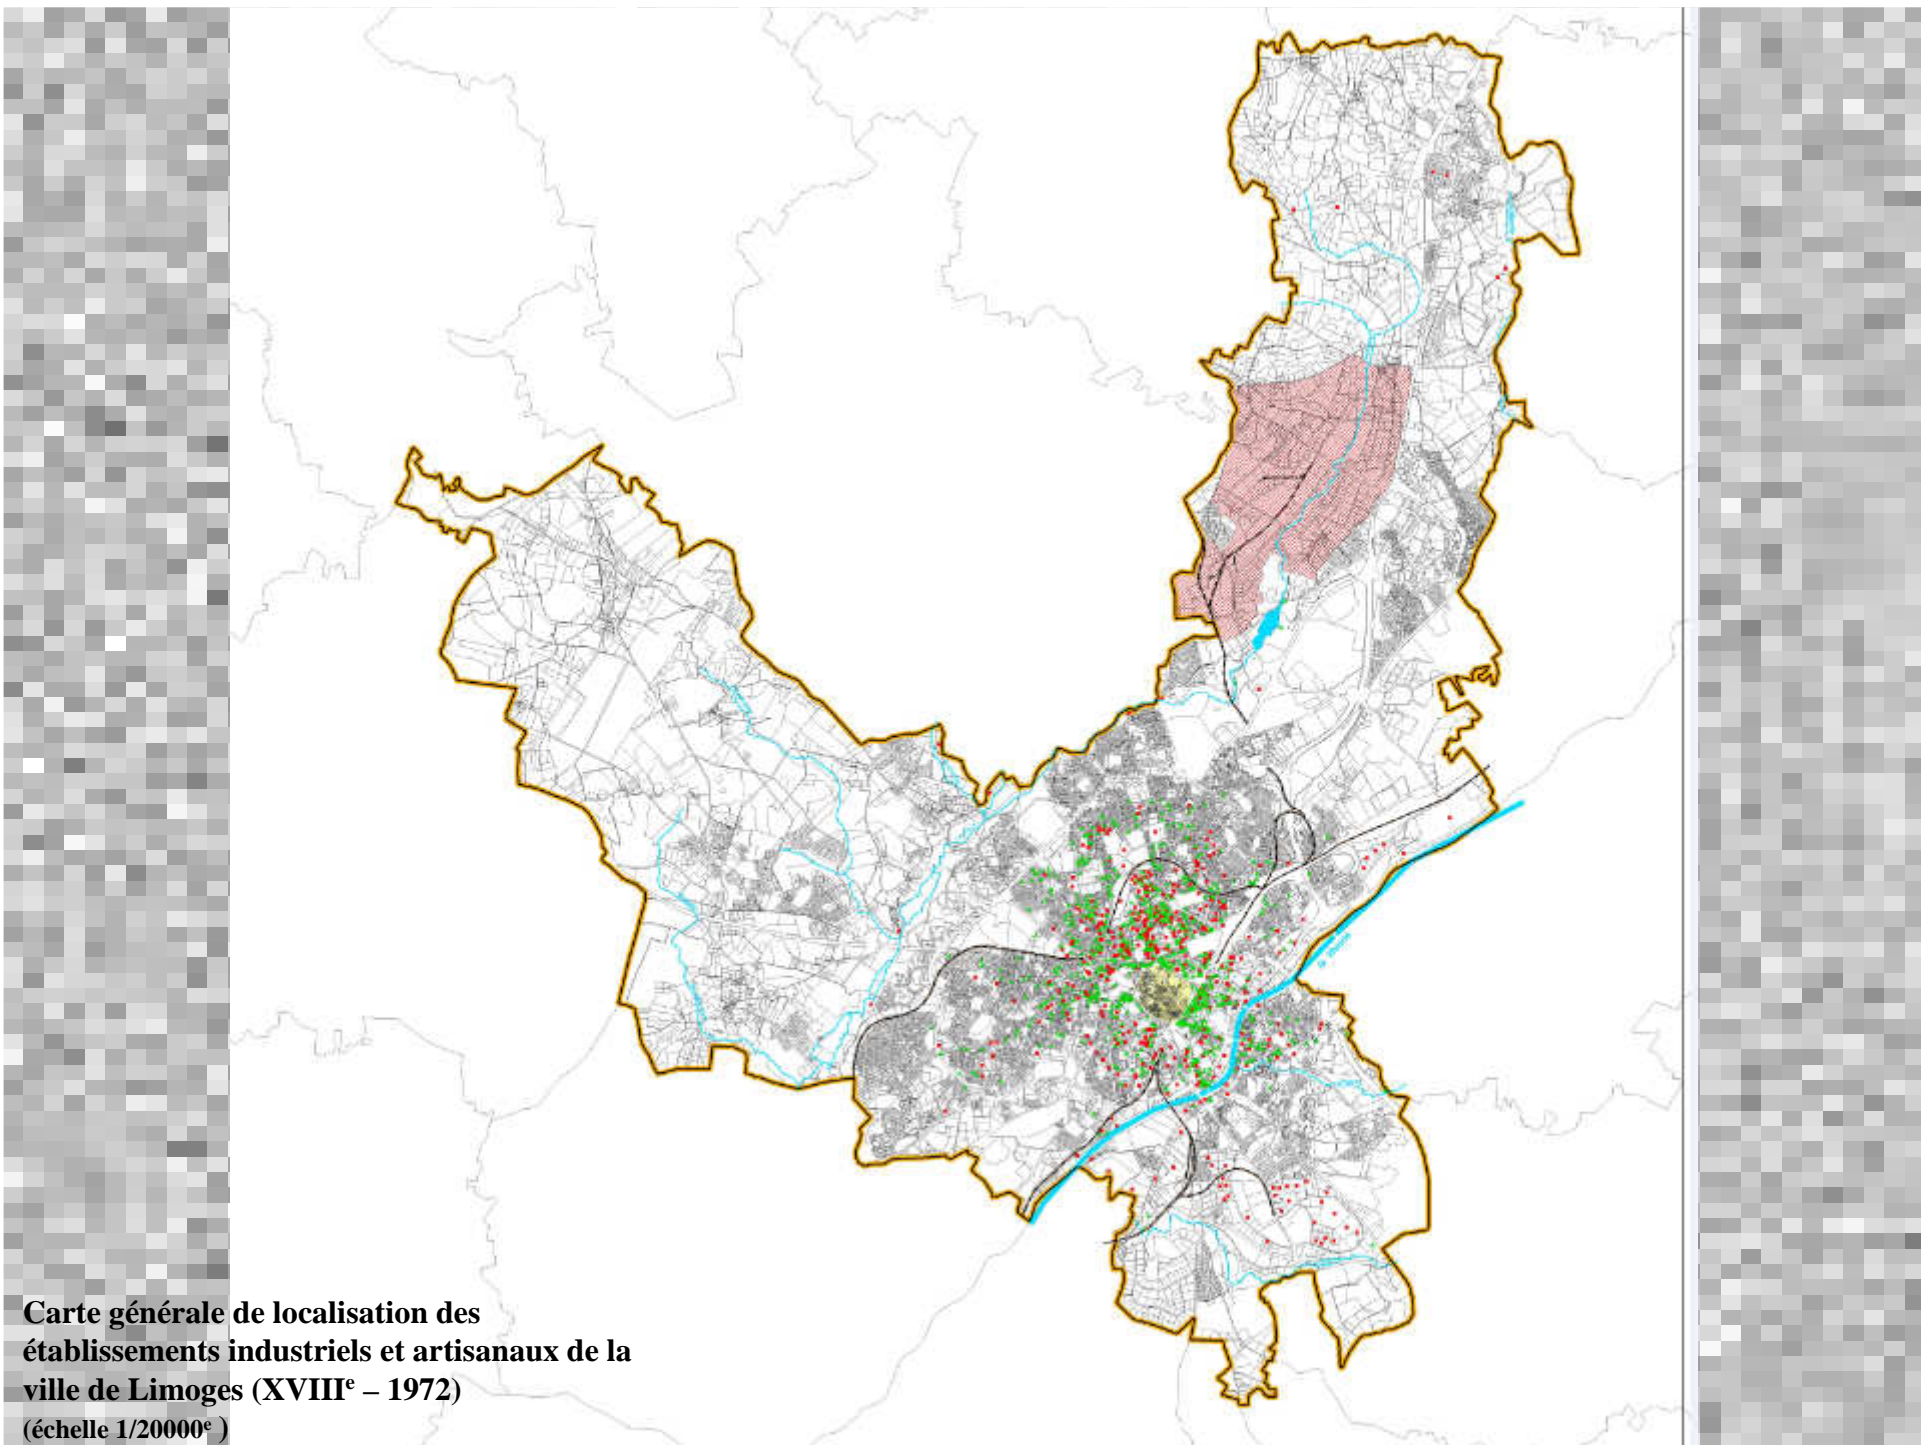 Carte générale de localisation des
établissements industriels et artisanaux de la
ville de Limoges (XVIIIᵉ – 1972)
(échelle 1/20000ᵉ )